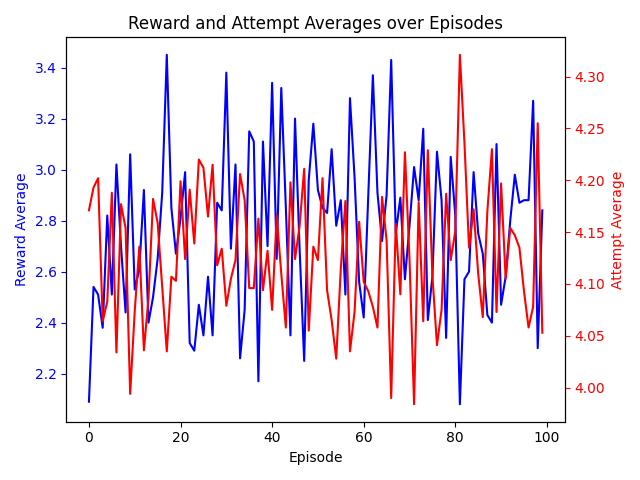 Reward and Attempt Averages over Episodes
Reward Average
3.4
3.2
3.0
2.8
2.6
2.4
2.2
4.30
4.25
4.20
4.15
4.10
4.05
4.00
Attempt Average
0 20 40 60 80 100
Episode